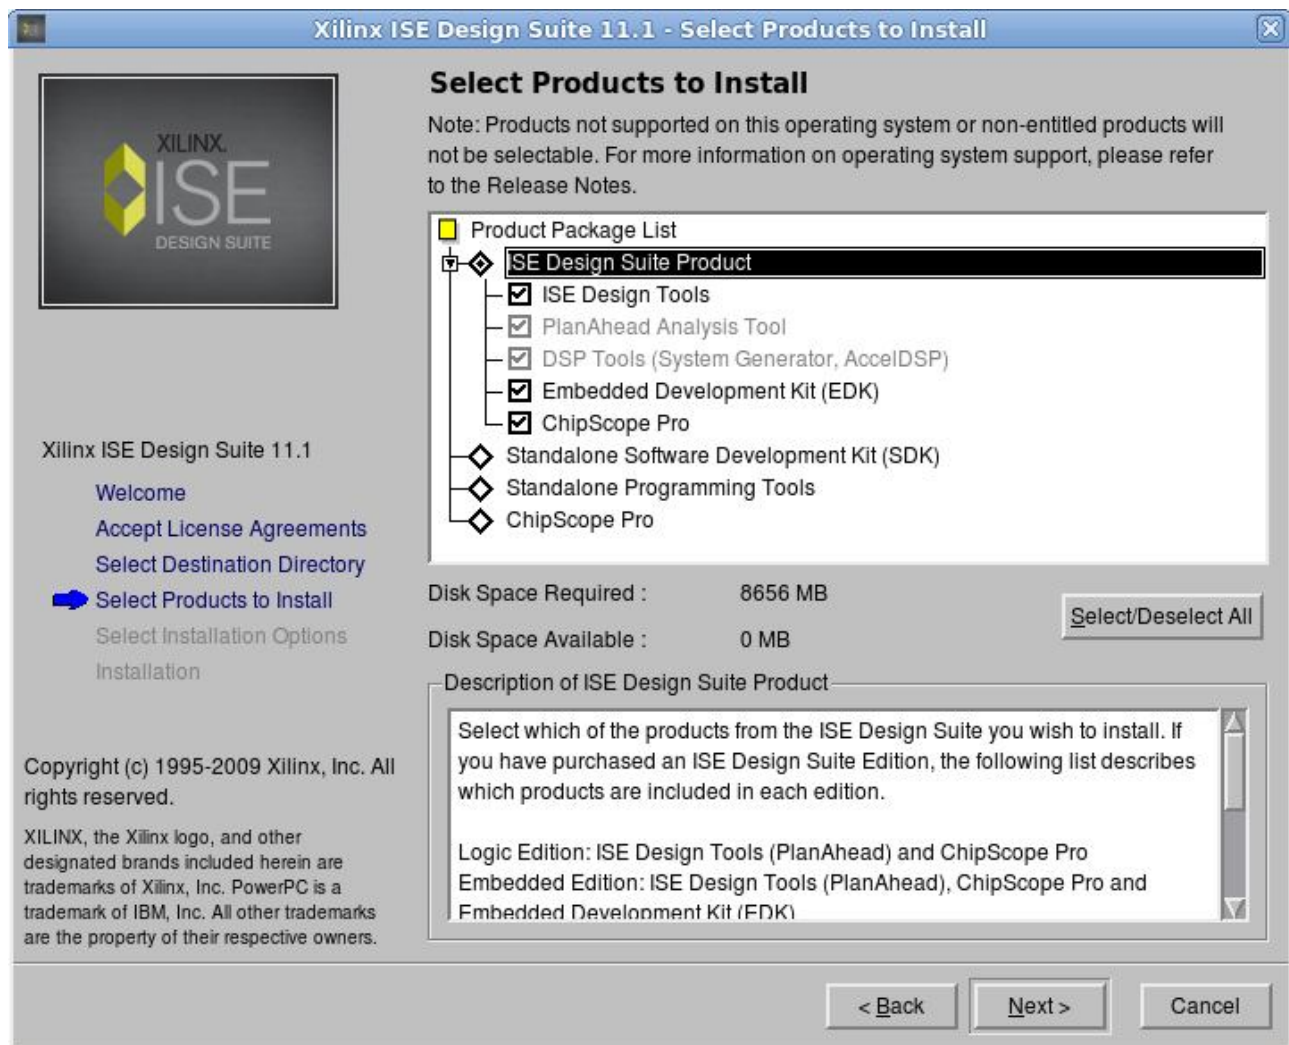 Xilinx ISE Design Suite 11.1 - Select Products to Install
XILINX.
ISE
DESIGN SUITE
Xilinx ISE Design Suite 11.1
Welcome
Accept License Agreements
Select Destination Directory
Select Products to Install
Select Installation Options
Installation
Copyright (c) 1995-2009 Xilinx, Inc. All
rights reserved.
XILINX, the Xilinx logo, and other
designated brands included herein are
trademarks of Xilinx, Inc. PowerPC is a
trademark of IBM, Inc. All other trademarks
are the property of their respective owners.
Select Products to Install
Note: Products not supported on this operating system or non-entitled products will
not be selectable. For more information on operating system support, please refer
to the Release Notes.
Product Package List
ISE Design Suite Product
ISE Design Tools
PlanAhead Analysis Tool
DSP Tools (System Generator, AccelDSP)
Embedded Development Kit (EDK)
ChipScope Pro
Standalone Software Development Kit (SDK)
Standalone Programming Tools
ChipScope Pro
Disk Space Required : 8656 MB
Disk Space Available : 0 MB
Select/Deselect All
Description of ISE Design Suite Product
Select which of the products from the ISE Design Suite you wish to install. If
you have purchased an ISE Design Suite Edition, the following list describes
which products are included in each edition.
Logic Edition: ISE Design Tools (PlanAhead) and ChipScope Pro
Embedded Edition: ISE Design Tools (PlanAhead), ChipScope Pro and
Embedded Development Kit (EDK)
< Back
Next >
Cancel